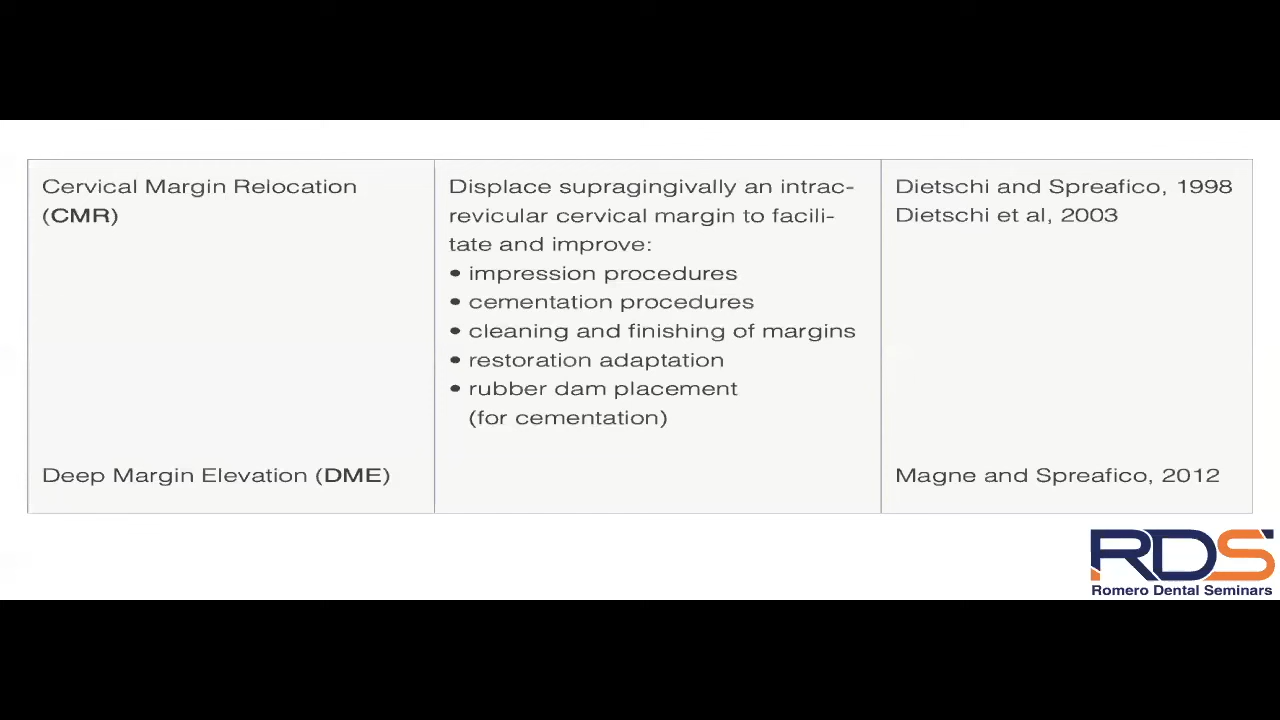 Cervical Margin Relocation
(CMR)
Displace supragingivally an intrac-
revicular cervical margin to facili-
tate and improve:
• impression procedures
• cementation procedures
• cleaning and finishing of margins
• restoration adaptation
• rubber dam placement
(for cementation)
Dietschi and Spreafico, 1998
Dietschi et al, 2003
Deep Margin Elevation (DME)
Magne and Spreafico, 2012
RDS
Romero Dental Seminars